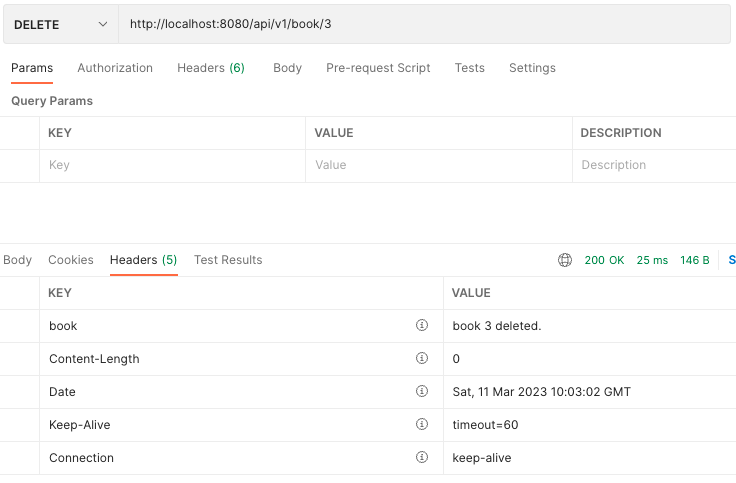 DELETE http://localhost:8080/api/v1/book/3
Params Authorization Headers (6) Body Pre-request Script Tests Settings
Query Params
KEY VALUE DESCRIPTION
Key Value Description
Body Cookies Headers (5) Test Results 200 OK 25 ms 146 B S
KEY VALUE
book book 3 deleted.
Content-Length 0
Date Sat, 11 Mar 2023 10:03:02 GMT
Keep-Alive timeout=60
Connection keep-alive